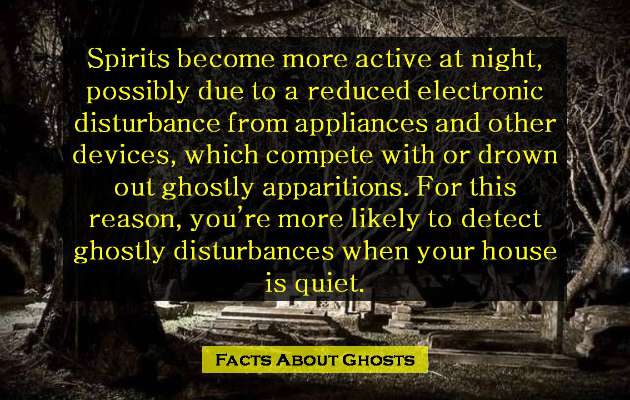 Spirits become more active at night,
possibly due to a reduced electronic
disturbance from appliances and other
devices, which compete with or drown
out ghostly apparitions. For this
reason, you're more likely to detect
ghostly disturbances when your house
is quiet.
Facts About Ghosts